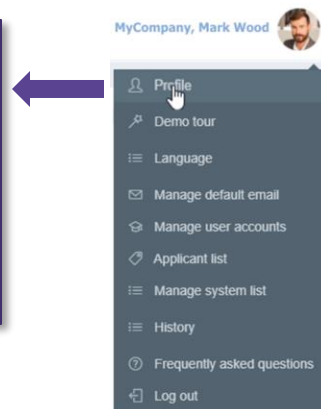 MyCompany, Mark Wood
Profile
Demo tour
Language
Manage default email
Manage user accounts
Applicant list
Manage system list
History
Frequently asked questions
Log out